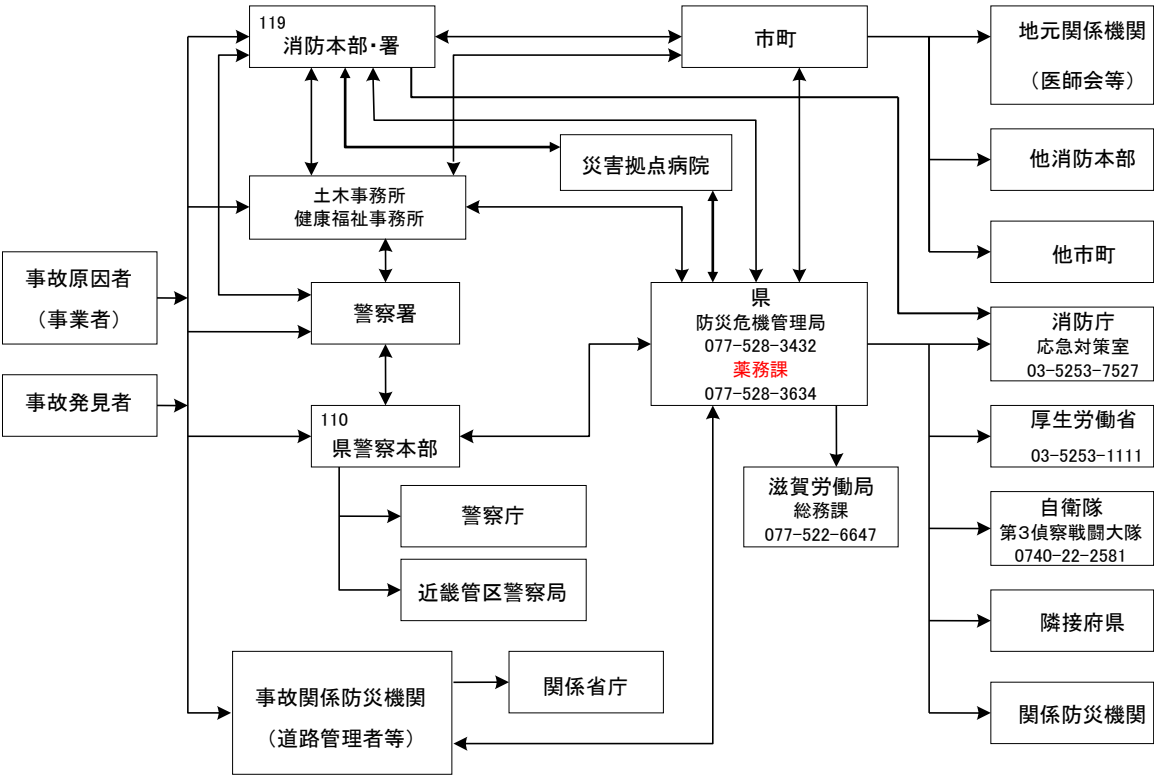 119
消防本部・署
市町
地元関係機関
（医師会等）
災害拠点病院
他消防本部
土木事務所
健康福祉事務所
他市町
事故原因者
（事業者）
警察署
県
防災危機管理局
077-528-3432
薬務課
077-528-3634
消防庁
応急対策室
03-5253-7527
事故発見者
110
県警察本部
厚生労働省
03-5253-1111
滋賀労働局
総務課
077-522-6647
警察庁
自衛隊
第3偵察戦闘大隊
0740-22-2581
近畿管区警察局
隣接府県
事故関係防災機関
（道路管理者等）
関係省庁
関係防災機関